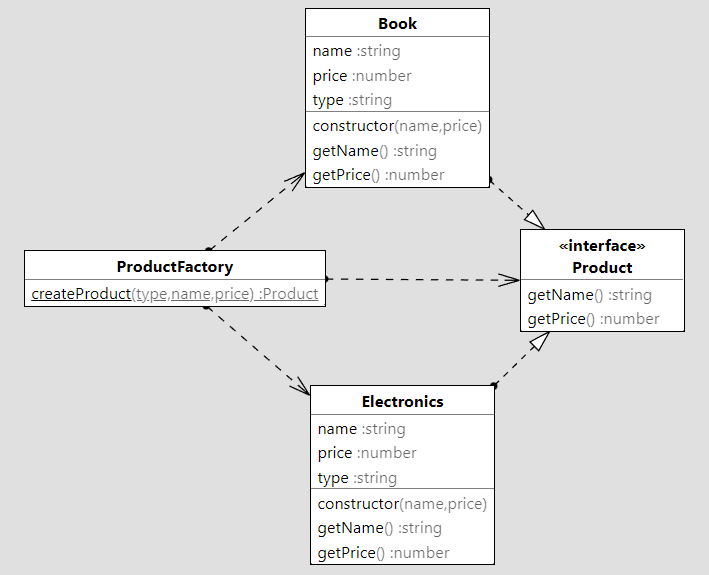 Book
name :string
price :number
type :string
constructor(name,price)
getName() :string
getPrice() :number
ProductFactory
createProduct(type,name,price) :Product
«interface»
Product
getName() :string
getPrice() :number
Electronics
name :string
price :number
type :string
constructor(name,price)
getName() :string
getPrice() :number